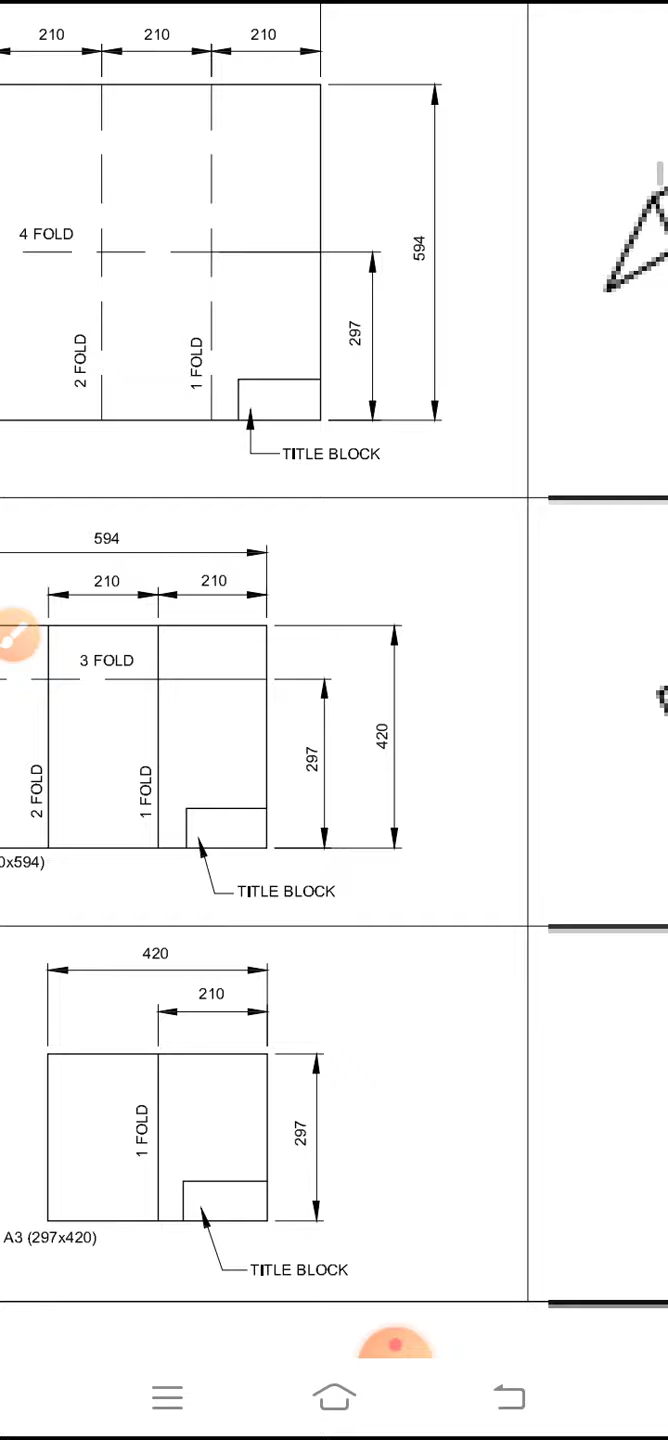 210 210 210
4 FOLD
594
297
2 FOLD
1 FOLD
TITLE BLOCK
594
210 210
3 FOLD
420
297
2 FOLD
1 FOLD
0x594)
TITLE BLOCK
420
210
1 FOLD
297
A3 (297x420)
TITLE BLOCK